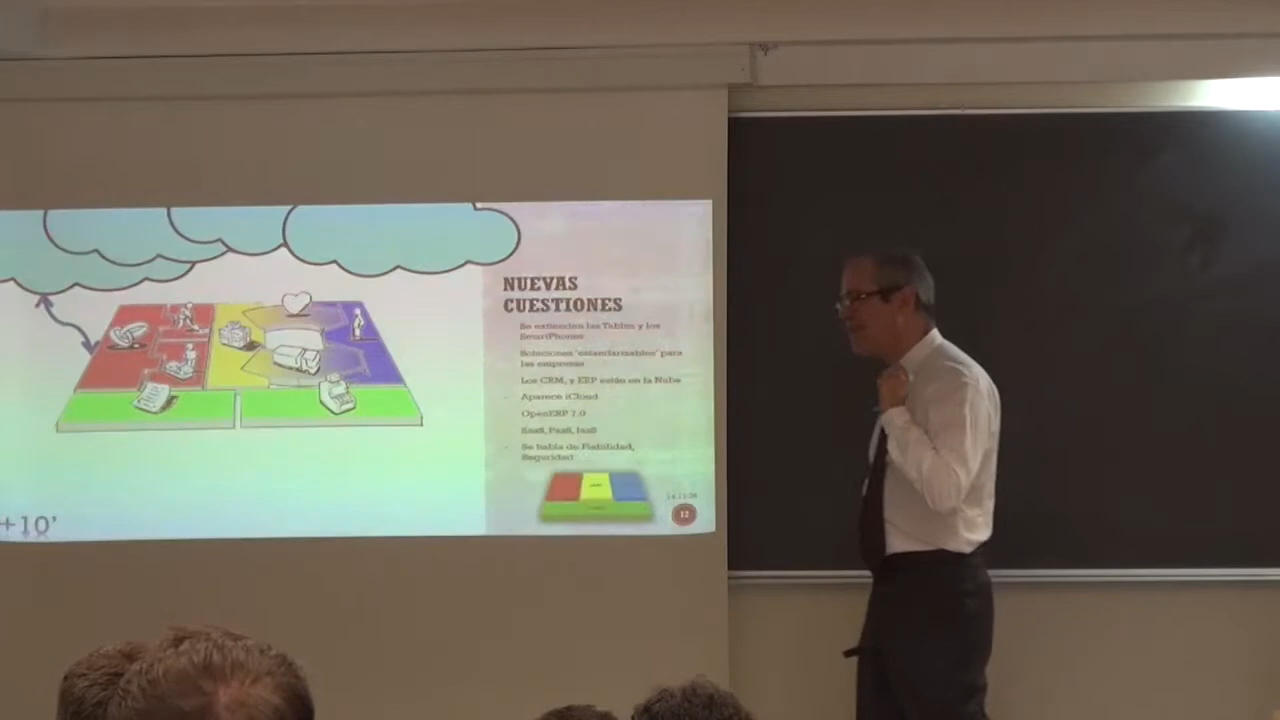 NUEVAS
CUESTIONES
Se extienden las Tablets y los
SmartPhones
Soluciones 'estandarizables' para
las empresas
Los CRM, y ERP están en la Nube
- Aparece iCloud
OpenERP 7.0
SaaS, PaaS, IaaS
- Se habla de Fiabilidad,
Seguridad
12
+10'